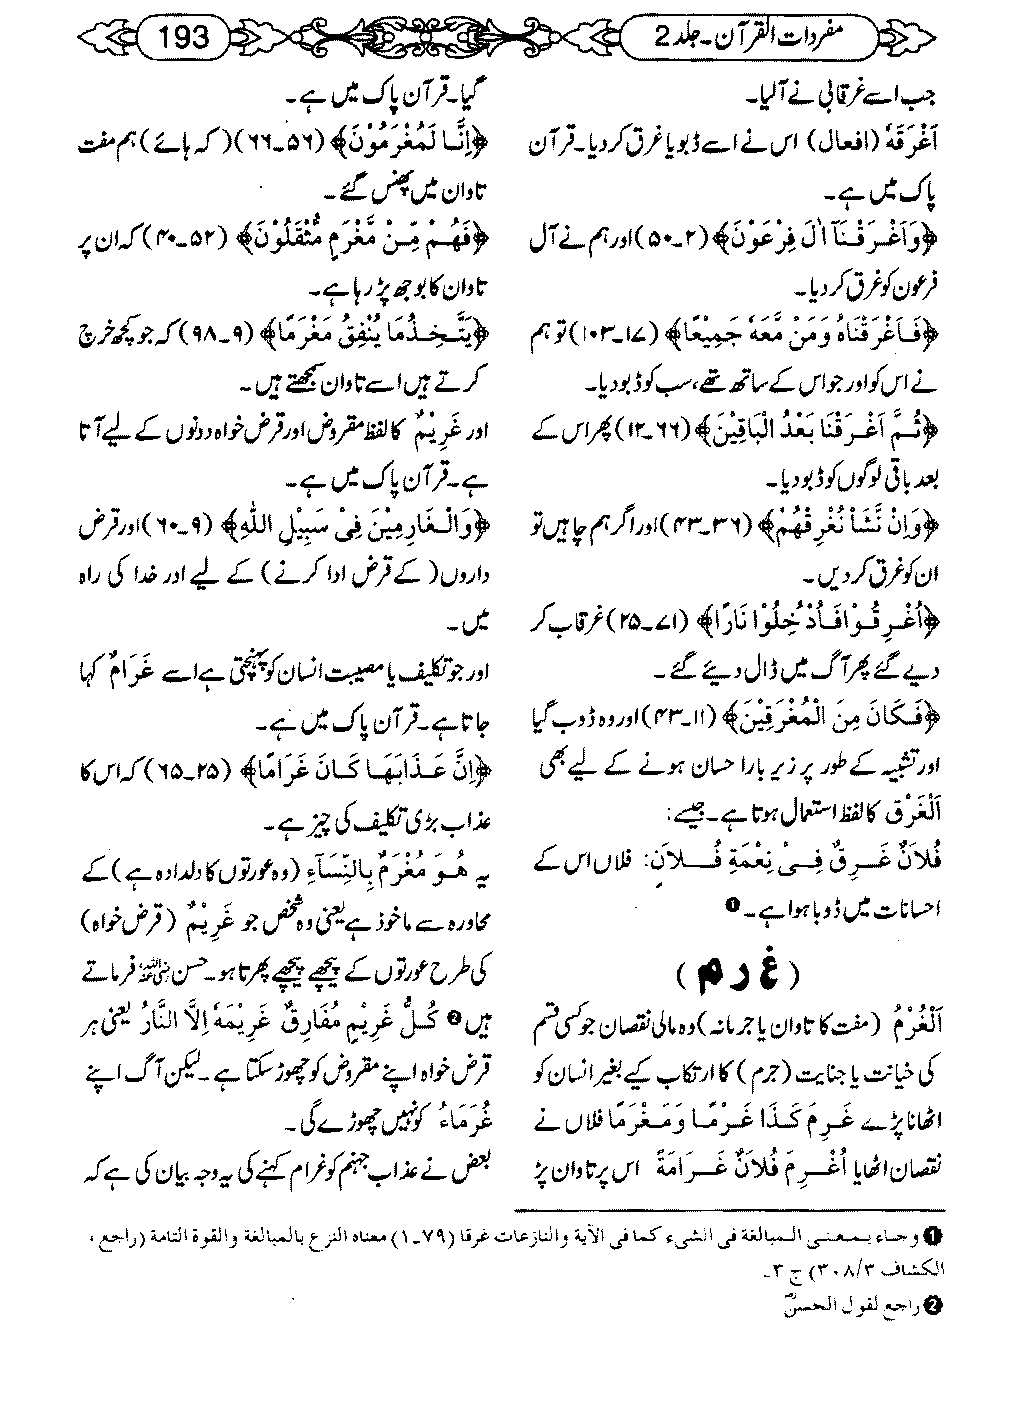 مفردات القرآن۔ جلد 2
193
جب اسے غرقابی نے آلیا۔
اَغْرَقَهٗ (افعال) اس نے اسے ڈبویا غرق کردیا۔ قرآن
پاک میں ہے۔
﴿وَاَغْرَقْنَآ اٰلَ فِرْعَوْنَ﴾ (۲۔۵۰) اور ہم نے آل
فرعون کو غرق کردیا۔
﴿فَاَغْرَقْنَاهُ وَمَنْ مَّعَهٗ جَمِيْعًا﴾ (۱۷۔۱۰۳) تو ہم
نے اس کو اور جو اس کے ساتھ تھے، سب کو ڈبو دیا۔
﴿ثُمَّ اَغْرَقْنَا بَعْدُ الْبَاقِيْنَ﴾ (۶۶۔۱۲) پھر اس کے
بعد باقی لوگوں کو ڈبو دیا۔
﴿وَاِنْ نَّشَاْ نُغْرِقْهُمْ﴾ (۳۶۔۴۳) اور اگر ہم چاہیں تو
ان کو غرق کردیں۔
﴿اُغْرِقُوْا فَاُدْخِلُوْا نَارًا﴾ (۷۱۔۲۵) غرقاب کر
دیے گئے پھر آگ میں ڈال دیئے گئے۔
﴿فَكَانَ مِنَ الْمُغْرَقِيْنَ﴾ (۱۱۔۴۳) اور وہ ڈوب گیا
اور تشبیہ کے طور پر زیر بارا حسان ہونے کے لیے بھی
اَلْغَرْق کا لفظ استعمال ہوتا ہے۔ جیسے:
فُلَانٌ غَرِقٌ فِيْ نِعْمَةِ فُلَان: فلاں اس کے
احسانات میں ڈوبا ہوا ہے۔❶
(غ ر م)
اَلْغُرْمُ (مفت کا تاوان یا جرمانہ) وہ مالی نقصان جو کسی قسم
کی خیانت یا جنایت (جرم) کا ارتکاب کے بغیر انسان کو
اٹھانا پڑے غَرِمَ كَذَا غَرْمًا وَمَغْرَمًا فلاں نے
نقصان اٹھایا اُغْرِمَ فُلَانٌ غَرَامَةً اس پر تاوان پڑ
گیا۔ قرآن پاک میں ہے۔
﴿اِنَّا لَمُغْرَمُوْنَ﴾ (۵۶۔۶۶) (کہ ہائے) ہم مفت
تاوان میں پھنس گئے۔
﴿فَهُمْ مِّنْ مَّغْرَمٍ مُّثْقَلُوْنَ﴾ (۵۲۔۴۰) کہ ان پر
تاوان کا بوجھ پڑ رہا ہے۔
﴿يَتَّخِذُ مَا يُنْفِقُ مَغْرَمًا﴾ (۹۔۹۸) کہ جو کچھ خرچ
کرتے ہیں اسے تاوان سمجھتے ہیں۔
اور غَرِيْمٌ کا لفظ مقروض اور قرض خواہ دونوں کے لیے آتا
ہے۔ قرآن پاک میں ہے۔
﴿وَالْغَارِمِيْنَ فِيْ سَبِيْلِ اللّٰهِ﴾ (۹۔۶۰) اور قرض
داروں (کے قرض ادا کرنے) کے لیے اور خدا کی راہ
میں۔
اور جو تکلیف یا مصیبت انسان کو پہنچتی ہے اسے غَرَامٌ کہا
جاتا ہے۔ قرآن پاک میں ہے۔
﴿اِنَّ عَذَابَهَا كَانَ غَرَامًا﴾ (۲۵۔۶۵) کہ اس کا
عذاب بڑی تکلیف کی چیز ہے۔
یہ هُوَ مُغْرَمٌ بِالنِّسَآءِ (وہ عورتوں کا دلدادہ ہے) کے
محاورہ سے ماخوذ ہے یعنی وہ شخص جو غَرِيْمٌ (قرض خواہ)
کی طرح عورتوں کے پیچھے پیچھے پھرتا ہو۔ حسن فرماتے
ہیں❷ كُلُّ غَرِيْمٍ مُفَارِقٌ غَرِيْمَهٗ اِلَّا النَّارُ یعنی ہر
قرض خواہ اپنے مقروض کو چھوڑ سکتا ہے۔ لیکن آگ اپنے
غُرَمَاءُ کو نہیں چھوڑے گی۔
بعض نے عذاب جہنم کو غرام کہنے کی یہ وجہ بیان کی ہے کہ
❶ وجاء بمعنى المبالغة فى الشىء كما فى الآية والنازعات غرقا (۷۹۔۱) معناه النزع بالمبالغة والقوة التامة (راجع،
الكشاف ۳/۳۰۸) ج ۳۔
❷ راجع لقول الحسنؒ